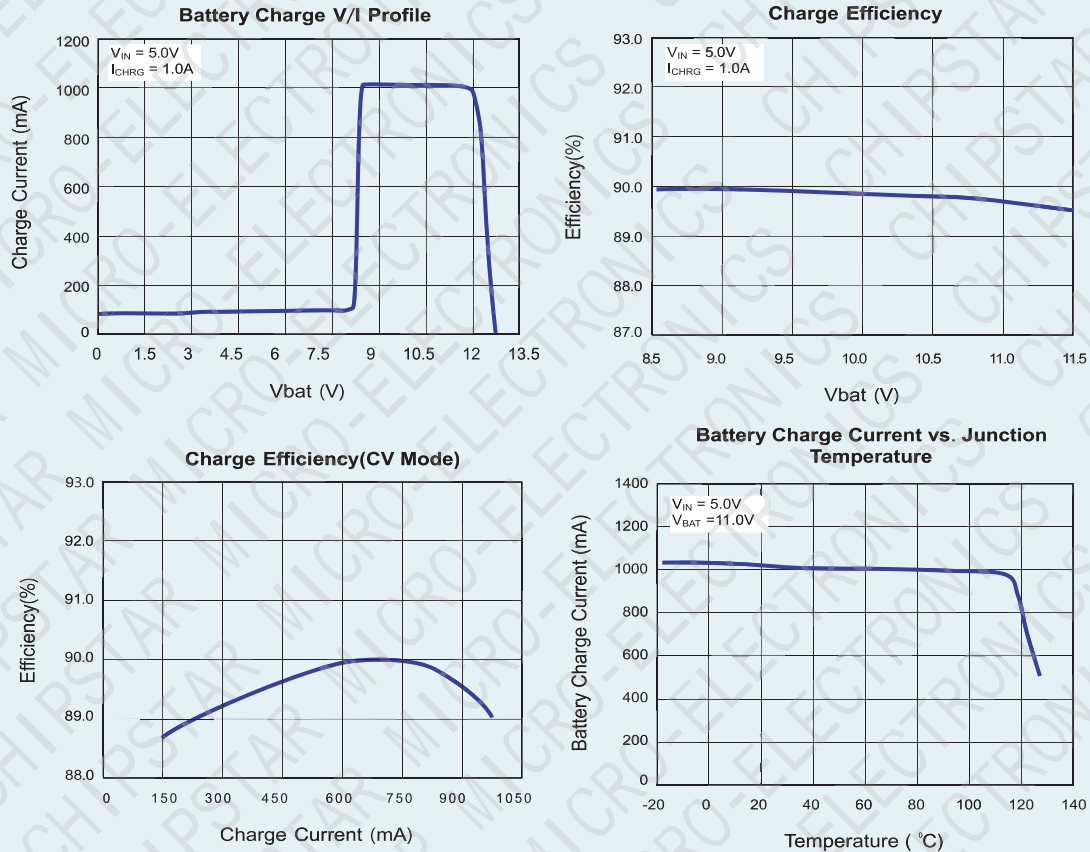 Battery Charge V/I Profile
V_IN = 5.0V
I_CHRG = 1.0A
Charge Current (mA)
1200
1000
800
600
400
200
0
0 1.5 3 4.5 6 7.5 9 10.5 12 13.5
Vbat (V)
Charge Efficiency
V_IN = 5.0V
I_CHRG = 1.0A
Efficiency(%)
93.0
92.0
91.0
90.0
89.0
88.0
87.0
8.5 9.0 9.5 10.0 10.5 11.0 11.5
Vbat (V)
Charge Efficiency(CV Mode)
Efficiency(%)
93.0
92.0
91.0
90.0
89.0
88.0
0 150 300 450 600 750 900 1050
Charge Current (mA)
Battery Charge Current vs. Junction
Temperature
V_IN = 5.0V
V_BAT =11.0V
Battery Charge Current (mA)
1400
1200
1000
800
600
400
200
0
-20 0 20 40 60 80 100 120 140
Temperature ( °C)
CHIPSTAR MICRO-ELECTRONICS